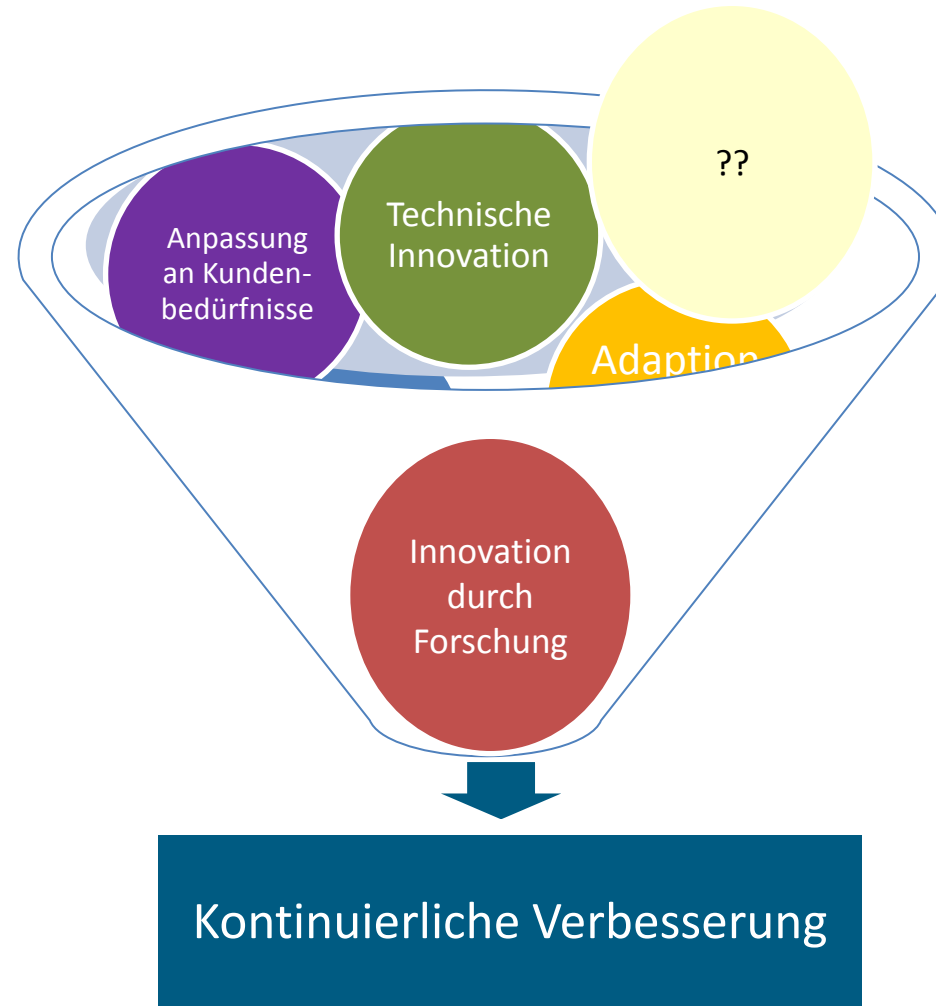 ??
Technische
Innovation
Anpassung
an Kunden-
bedürfnisse
Adaption
Innovation
durch
Forschung
Kontinuierliche Verbesserung